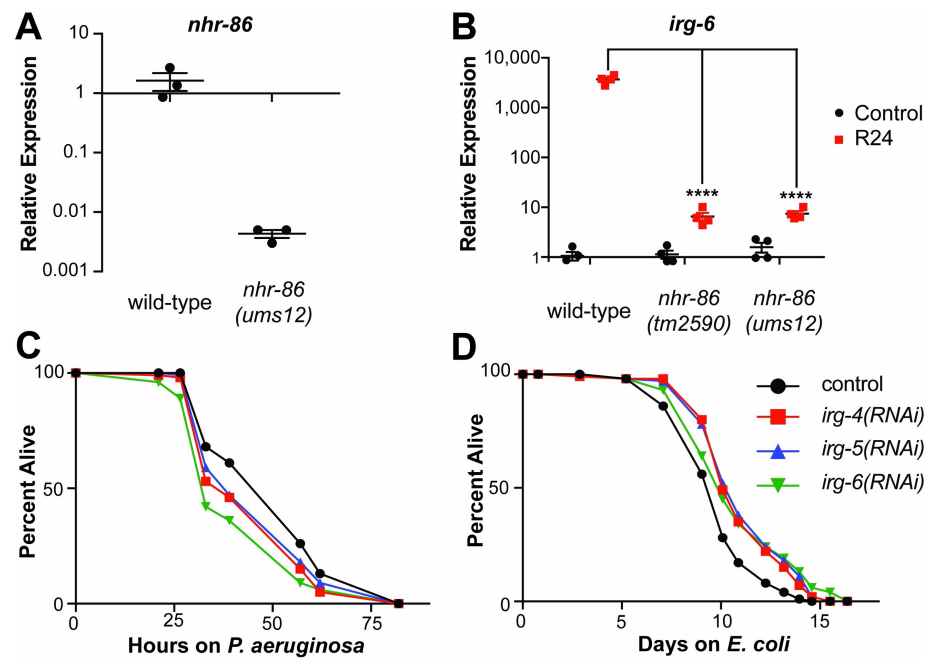 A
nhr-86
Relative Expression
10
1
0.1
0.01
0.001
wild-type
nhr-86
(ums12)
B
irg-6
Relative Expression
10,000
1,000
100
10
1
****
****
Control
R24
wild-type
nhr-86
(tm2590)
nhr-86
(ums12)
C
Percent Alive
100
50
0
0
25
50
75
Hours on P. aeruginosa
D
Percent Alive
100
50
0
0
5
10
15
Days on E. coli
control
irg-4(RNAi)
irg-5(RNAi)
irg-6(RNAi)